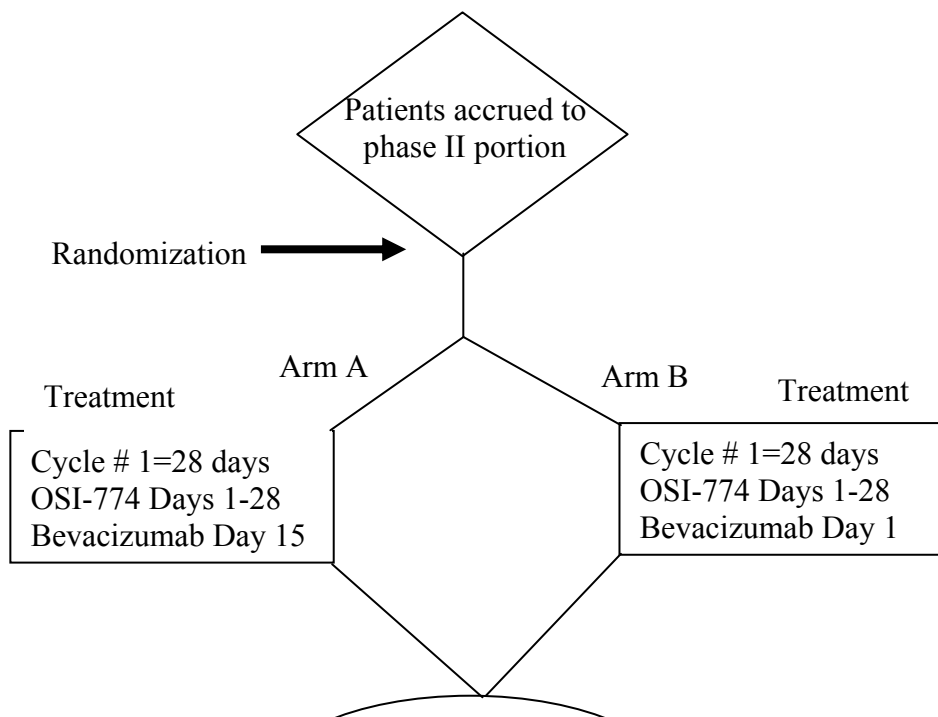 Patients accrued to
phase II portion
Randomization
Arm A
Arm B
Treatment
Treatment
Cycle # 1=28 days
OSI-774 Days 1-28
Bevacizumab Day 15
Cycle # 1=28 days
OSI-774 Days 1-28
Bevacizumab Day 1